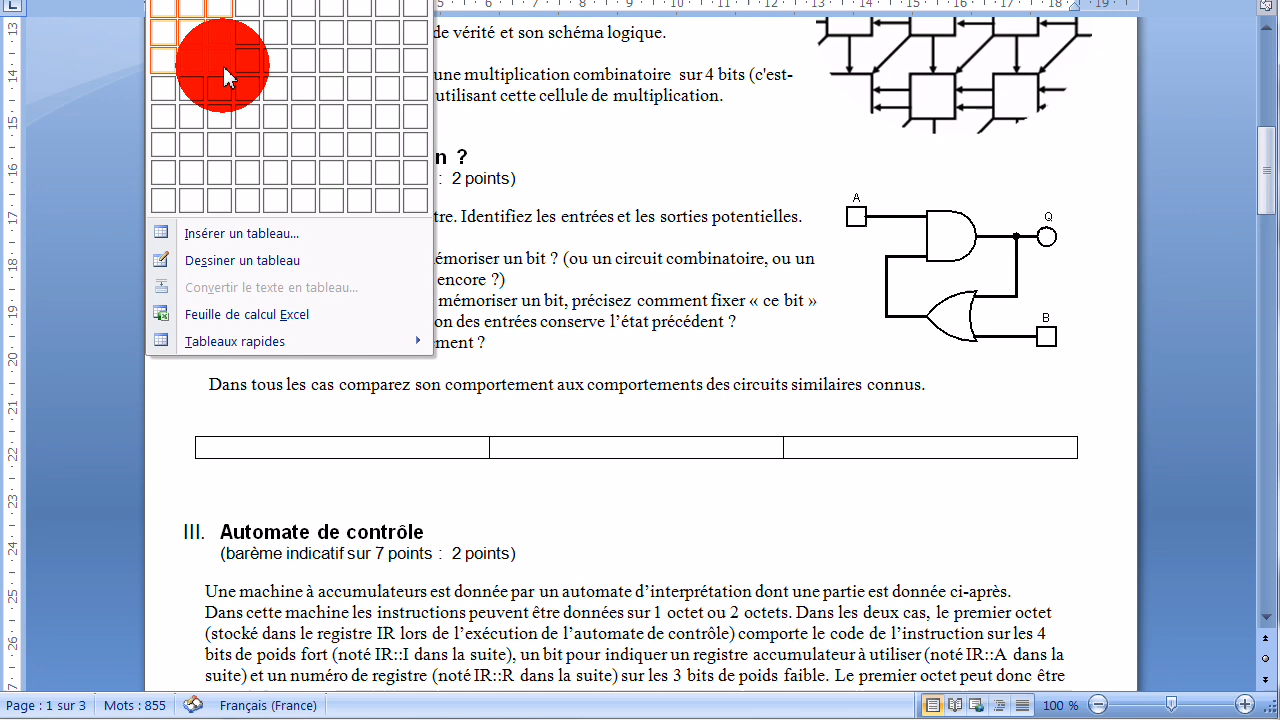 5 · 6 · 7 · 8 · 9 · 10 · 11 · 12 · 13 · 14 · 15 · 16 · 17 · 18 · 19
13
14
15
16
17
18
19
20
21
22
23
24
25
26
de vérité et son schéma logique.
une multiplication combinatoire sur 4 bits (c'est-
utilisant cette cellule de multiplication.
n ?
: 2 points)
tre. Identifiez les entrées et les sorties potentielles.
émoriser un bit ? (ou un circuit combinatoire, ou un
encore ?)
mémoriser un bit, précisez comment fixer « ce bit »
on des entrées conserve l’état précédent ?
ment ?
A
Q
B
Insérer un tableau...
Dessiner un tableau
Convertir le texte en tableau...
Feuille de calcul Excel
Tableaux rapides
Dans tous les cas comparez son comportement aux comportements des circuits similaires connus.
III. Automate de contrôle
(barème indicatif sur 7 points : 2 points)
Une machine à accumulateurs est donnée par un automate d’interprétation dont une partie est donnée ci-après.
Dans cette machine les instructions peuvent être données sur 1 octet ou 2 octets. Dans les deux cas, le premier octet
(stocké dans le registre IR lors de l’exécution de l’automate de contrôle) comporte le code de l’instruction sur les 4
bits de poids fort (noté IR::I dans la suite), un bit pour indiquer un registre accumulateur à utiliser (noté IR::A dans la
suite) et un numéro de registre (noté IR::R dans la suite) sur les 3 bits de poids faible. Le premier octet peut donc être
Page : 1 sur 3
Mots : 855
Français (France)
100 %